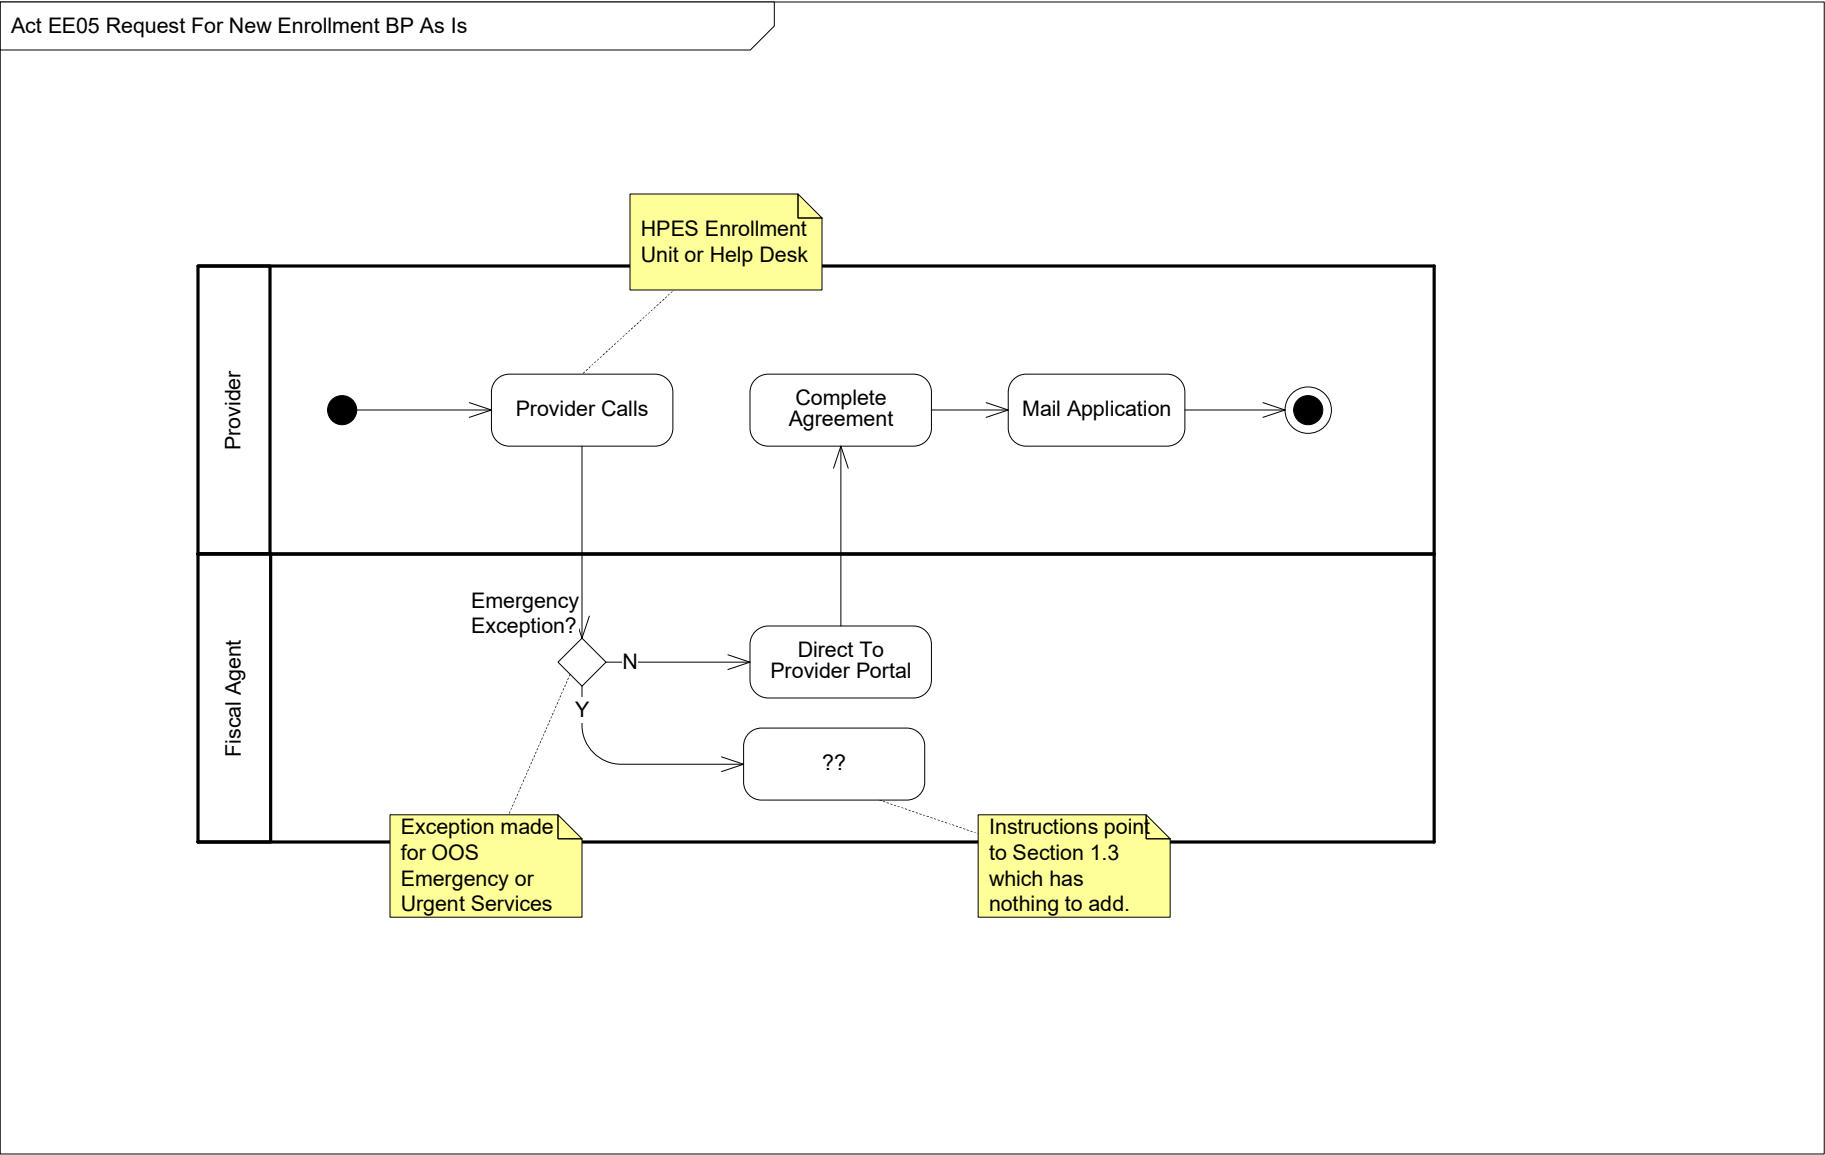 Act EE05 Request For New Enrollment BP As Is
HPES Enrollment
Unit or Help Desk
Provider
Provider Calls
Complete
Agreement
Mail Application
Fiscal Agent
Emergency
Exception?
N
Direct To
Provider Portal
Y
??
Exception made
for OOS
Emergency or
Urgent Services
Instructions point
to Section 1.3
which has
nothing to add.